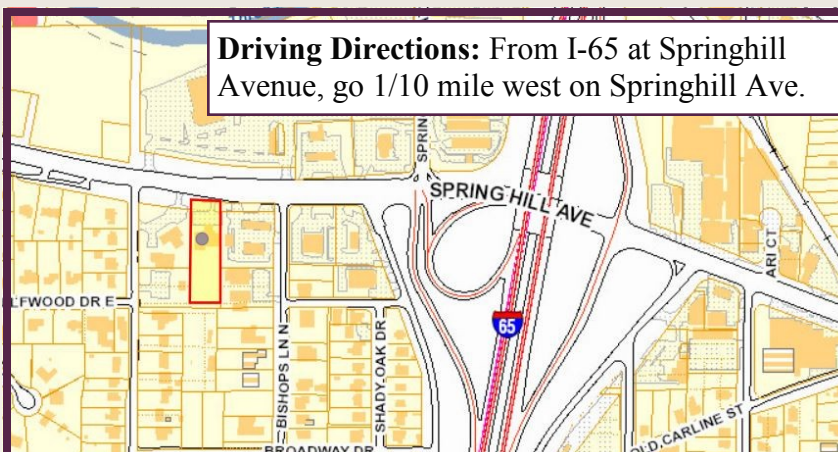 Driving Directions: From I-65 at Springhill
Avenue, go 1/10 mile west on Springhill Ave.
SPRIN
SPRING HILL AVE
ARI CT
LFWOOD DR E
65
BISHOPS LN N
SHADY OAK DR
OLD CARLINE ST
BROADWAY DR